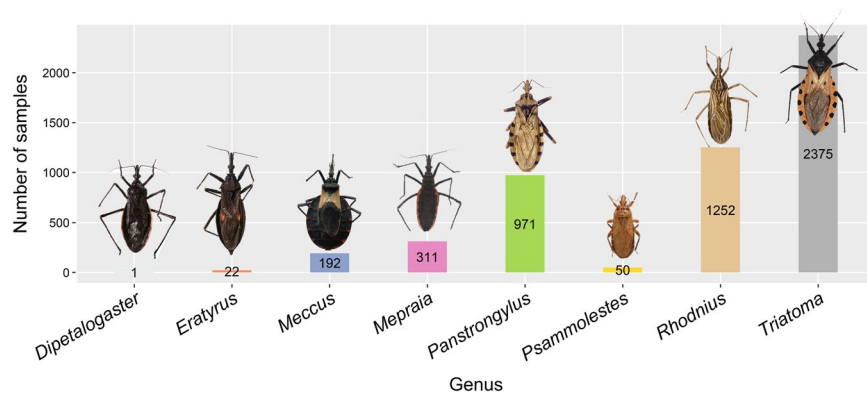 Number of samples
2000
1500
1000
500
0
1
22
192
311
971
50
1252
2375
Dipetalogaster
Eratyrus
Meccus
Mepraia
Panstrongylus
Psammolestes
Rhodnius
Triatoma
Genus